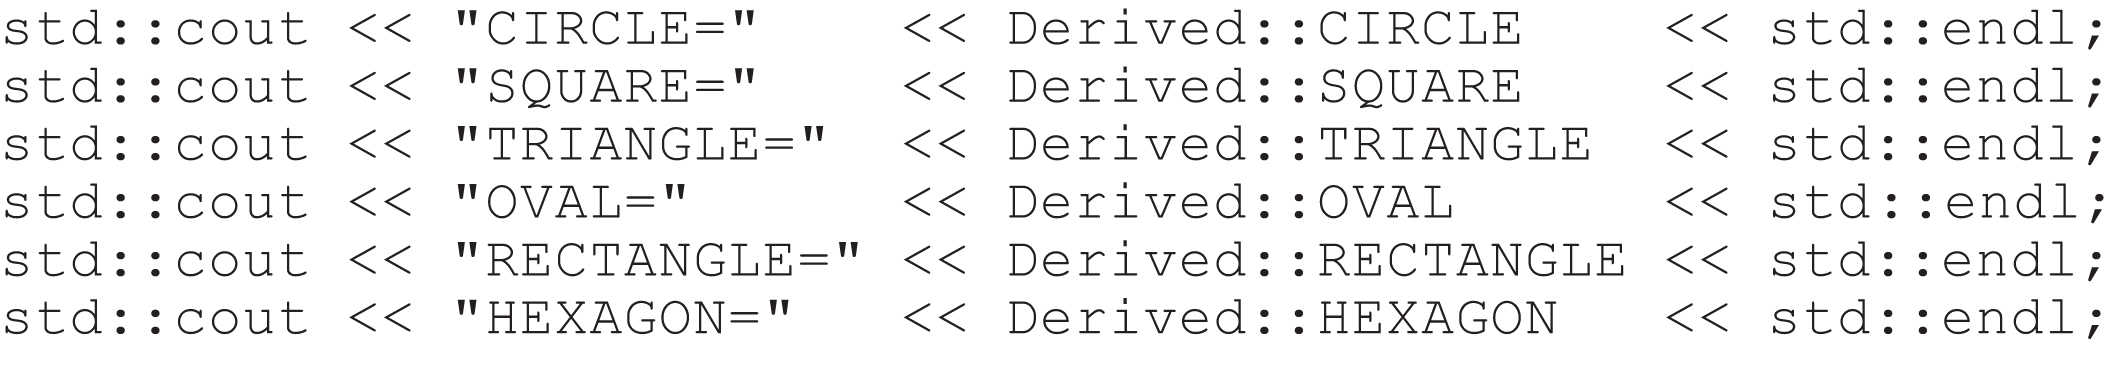 std::cout << "CIRCLE="    << Derived::CIRCLE    << std::endl;
std::cout << "SQUARE="    << Derived::SQUARE    << std::endl;
std::cout << "TRIANGLE="  << Derived::TRIANGLE  << std::endl;
std::cout << "OVAL="      << Derived::OVAL      << std::endl;
std::cout << "RECTANGLE=" << Derived::RECTANGLE << std::endl;
std::cout << "HEXAGON="   << Derived::HEXAGON   << std::endl;